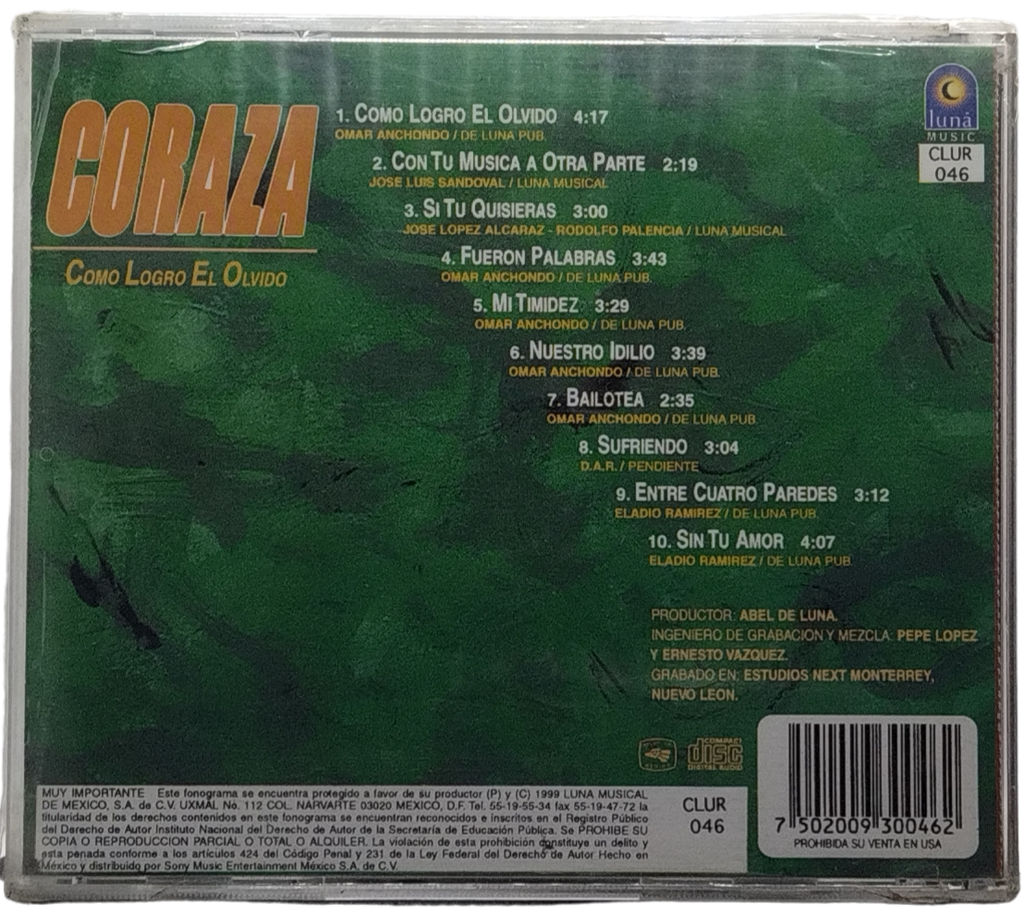 CORAZA
COMO LOGRO EL OLVIDO
1. COMO LOGRO EL OLVIDO 4:17
OMAR ANCHONDO / DE LUNA PUB.
2. CON TU MUSICA A OTRA PARTE 2:19
JOSE LUIS SANDOVAL / LUNA MUSICAL
3. SI TU QUISIERAS 3:00
JOSE LOPEZ ALCARAZ - RODOLFO PALENCIA / LUNA MUSICAL
4. FUERON PALABRAS 3:43
OMAR ANCHONDO / DE LUNA PUB.
5. MI TIMIDEZ 3:29
OMAR ANCHONDO / DE LUNA PUB.
6. NUESTRO IDILIO 3:39
OMAR ANCHONDO / DE LUNA PUB.
7. BAILOTEA 2:35
OMAR ANCHONDO / DE LUNA PUB.
8. SUFRIENDO 3:04
D.A.R. / PENDIENTE
9. ENTRE CUATRO PAREDES 3:12
ELADIO RAMIREZ / DE LUNA PUB.
10. SIN TU AMOR 4:07
ELADIO RAMIREZ / DE LUNA PUB.
luna
MUSIC
CLUR
046
PRODUCTOR: ABEL DE LUNA.
INGENIERO DE GRABACION Y MEZCLA: PEPE LOPEZ
Y ERNESTO VAZQUEZ.
GRABADO EN: ESTUDIOS NEXT MONTERREY,
NUEVO LEON.
COMPACT
disc
DIGITAL AUDIO
MUY IMPORTANTE Este fonograma se encuentra protegido a favor de su productor (P) y (C) 1999 LUNA MUSICAL
DE MEXICO, S.A. de C.V. UXMAL No. 112 COL. NARVARTE 03020 MEXICO, D.F. Tel. 55-19-55-34 fax 55-19-47-72 la
titularidad de los derechos contenidos en este fonograma se encuentran reconocidos e inscritos en el Registro Público
del Derecho de Autor Instituto Nacional del Derecho de Autor de la Secretaría de Educación Pública. Se PROHIBE SU
COPIA O REPRODUCCION PARCIAL O TOTAL O ALQUILER. La violación de esta prohibición constituye un delito y
esta penada conforme a los artículos 424 del Código Penal y 231 de la Ley Federal del Derecho de Autor Hecho en
México y distribuido por Sony Music Entertainment México S.A. de C.V.
CLUR
046
7 502009 300462
PROHIBIDA SU VENTA EN USA